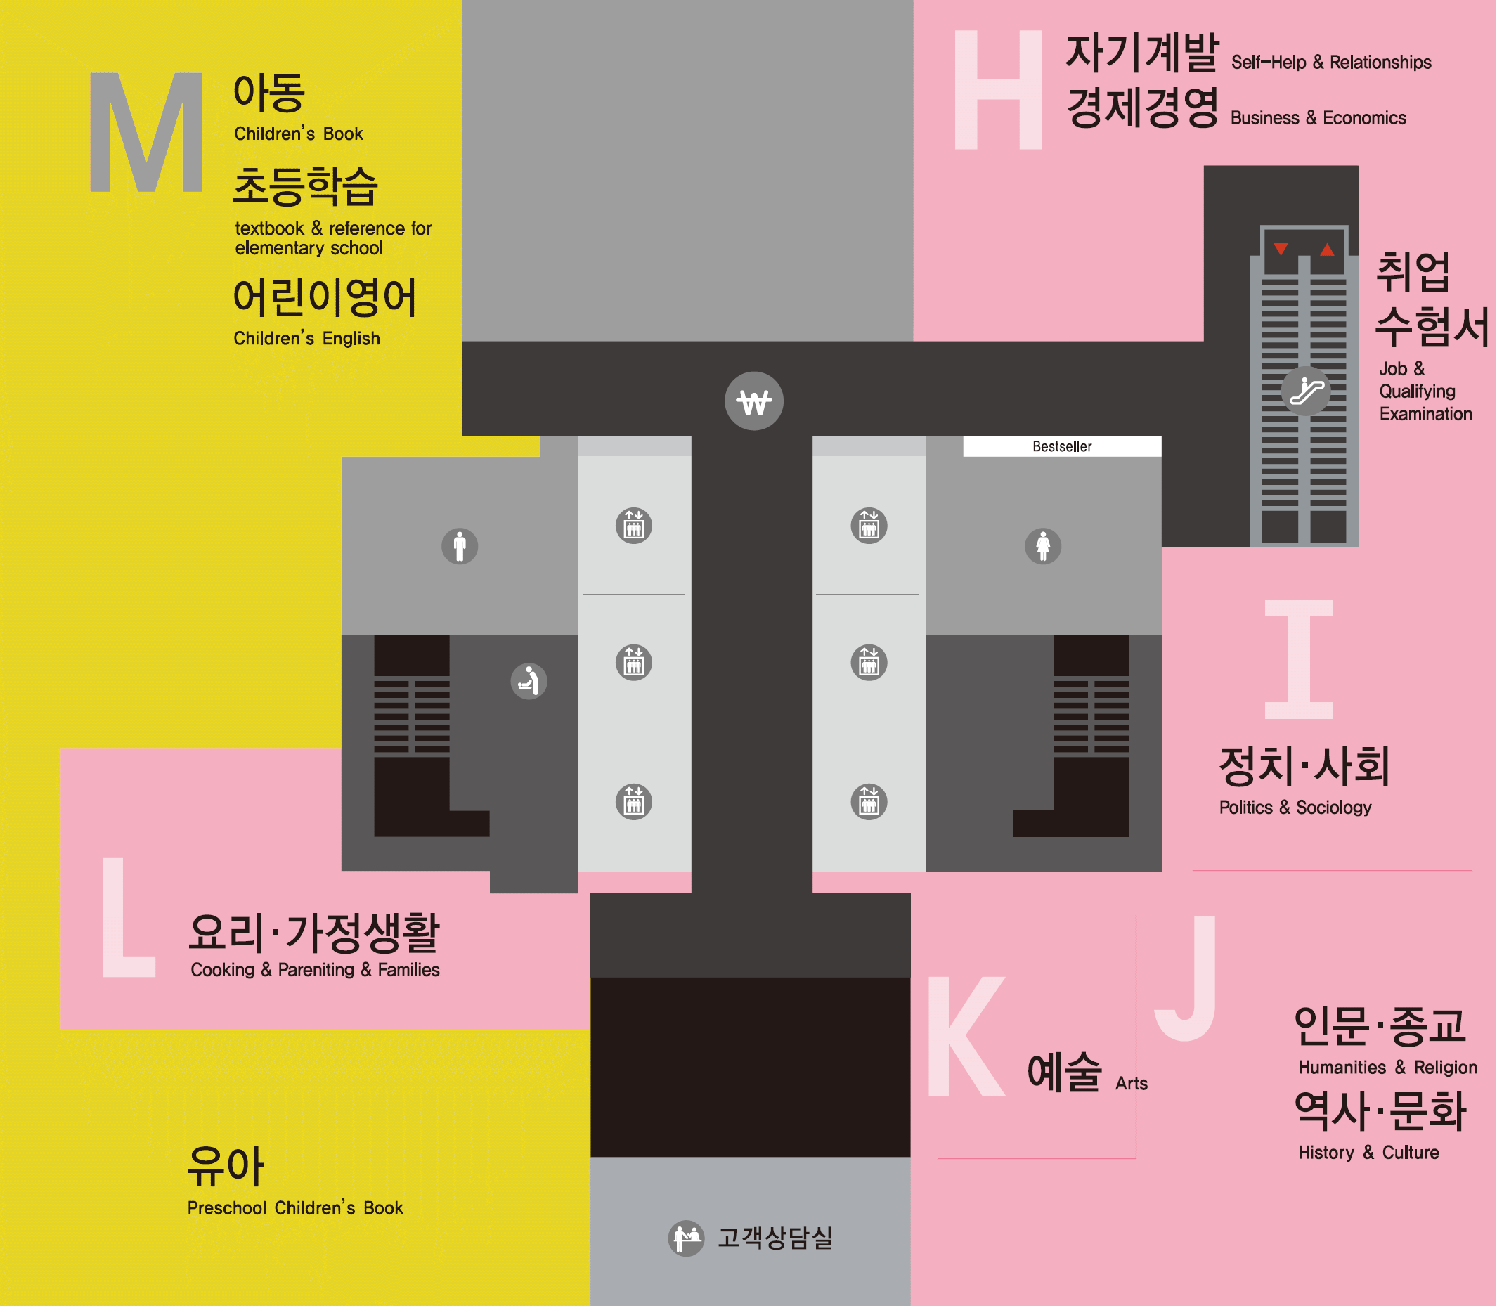 M
아동
Children's Book
초등학습
textbook & reference for
elementary school
어린이영어
Children's English
H
자기계발 Self-Help & Relationships
경제경영 Business & Economics
취업
수험서
Job &
Qualifying
Examination
₩
Bestseller
I
정치·사회
Politics & Sociology
L
요리·가정생활
Cooking & Pareniting & Families
K
예술 Arts
J
인문·종교
Humanities & Religion
역사·문화
History & Culture
유아
Preschool Children's Book
고객상담실